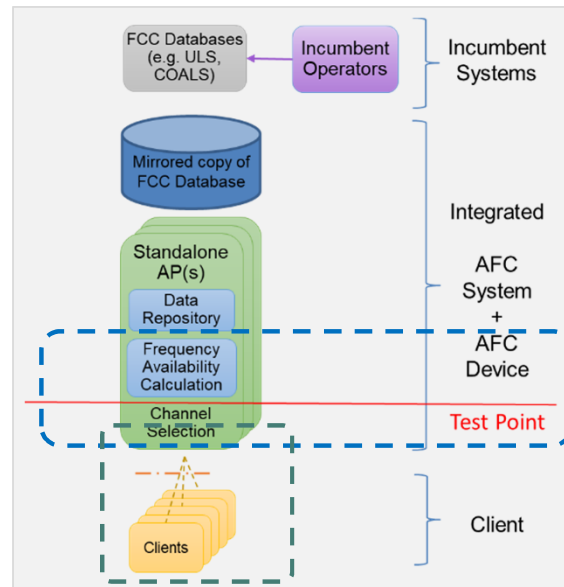 FCC Databases
(e.g. ULS,
COALS)
Incumbent
Operators
Incumbent
Systems
Mirrored copy of
FCC Database
Integrated
AFC
System
+
AFC
Device
Standalone
AP(s)
Data
Repository
Frequency
Availability
Calculation
Channel
Selection
Test Point
Clients
Client